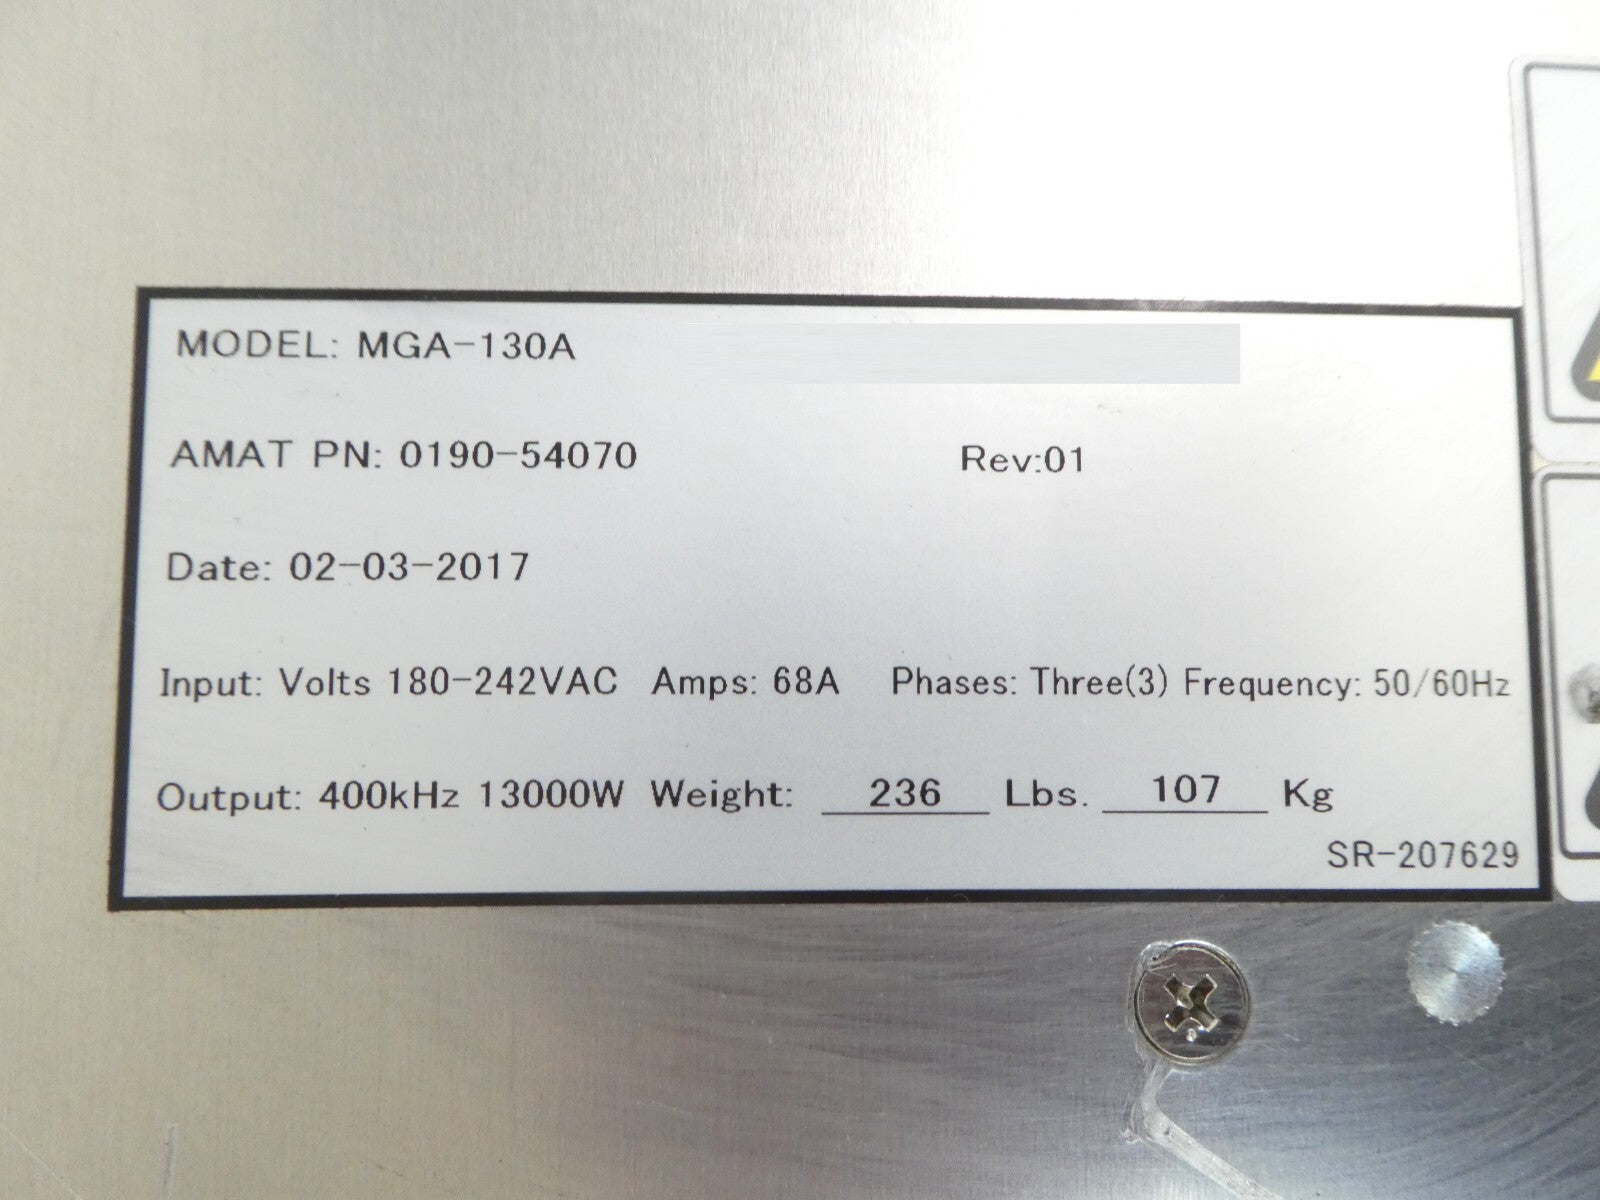 MODEL: MGA-130A
AMAT PN: 0190-54070 Rev:01
Date: 02-03-2017
Input: Volts 180-242VAC Amps: 68A Phases: Three(3) Frequency: 50/60Hz
Output: 400kHz 13000W Weight: 236 Lbs. 107 Kg
SR-207629